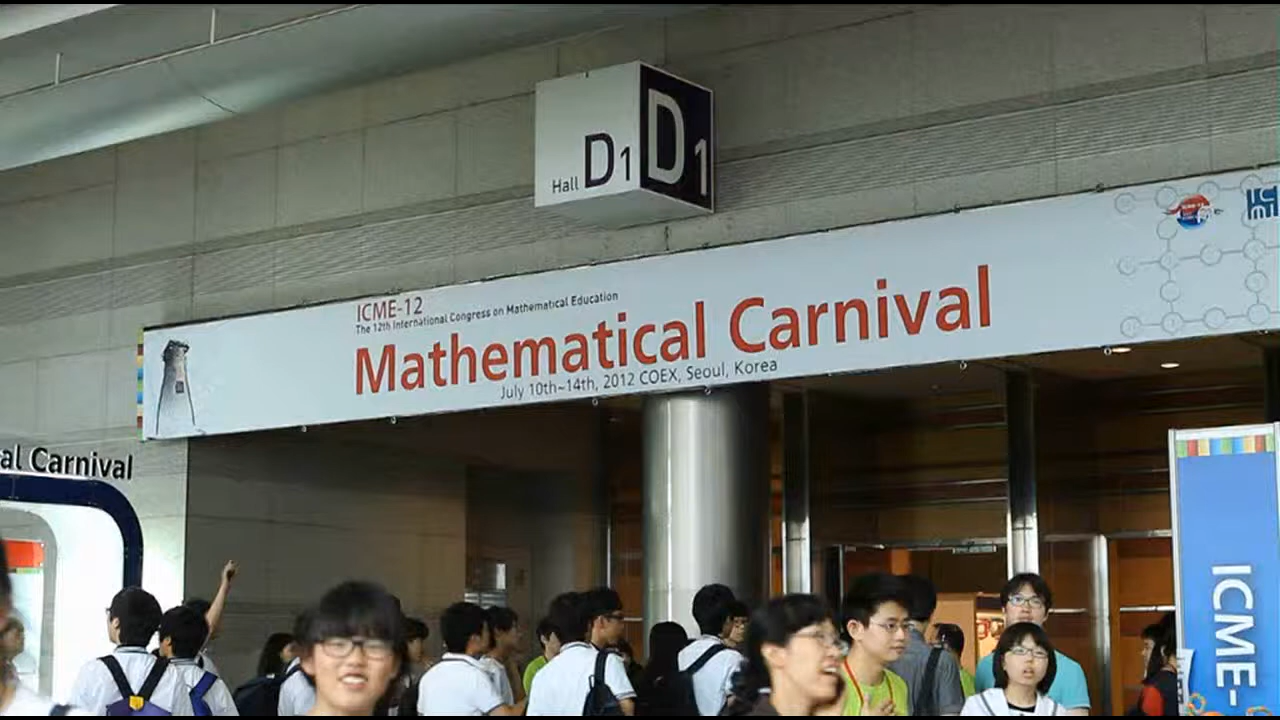 Hall D1
D1
ICME-12
The 12th International Congress on Mathematical Education
Mathematical Carnival
July 10th~14th, 2012 COEX, Seoul, Korea
al Carnival
ICME-